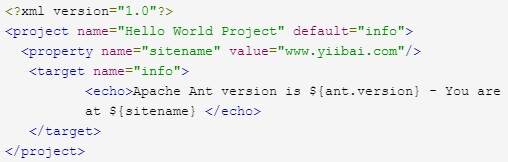 <?xml version="1.0"?>
<project name="Hello World Project" default="info">
<property name="sitename" value="www.yiibai.com"/>
<target name="info">
<echo>Apache Ant version is ${ant.version} - You are
at ${sitename} </echo>
</target>
</project>